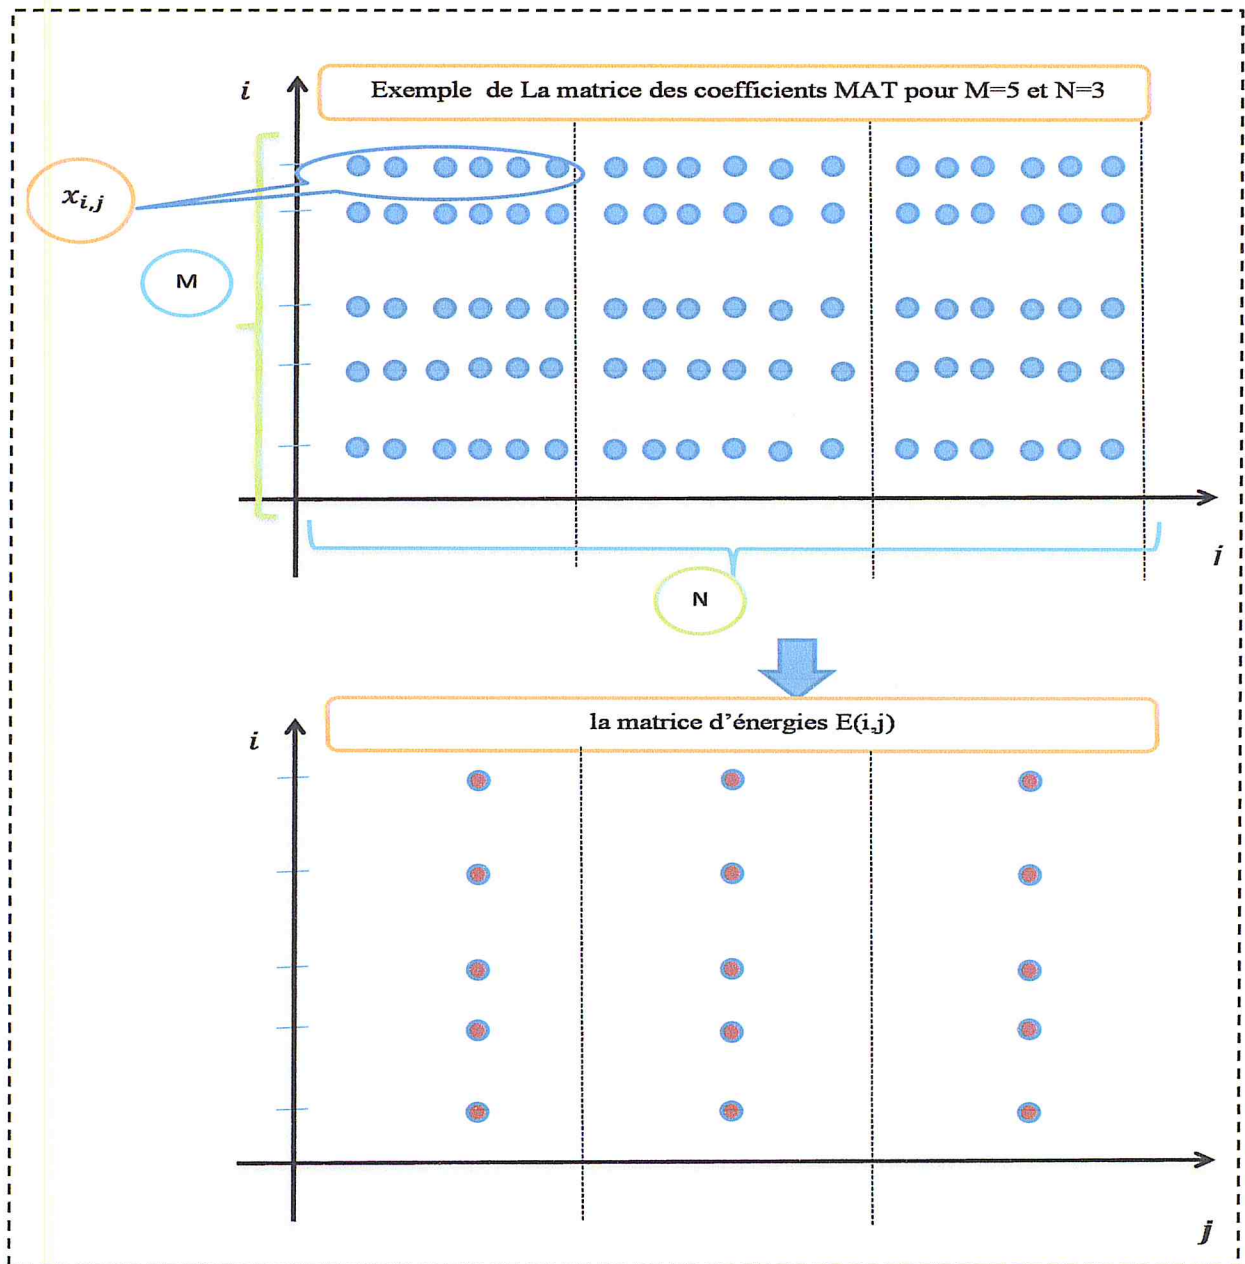 i
Exemple de La matrice des coefficients MAT pour M=5 et N=3
x_{i,j}
M
j
N
la matrice d'énergies E(i,j)
i
j